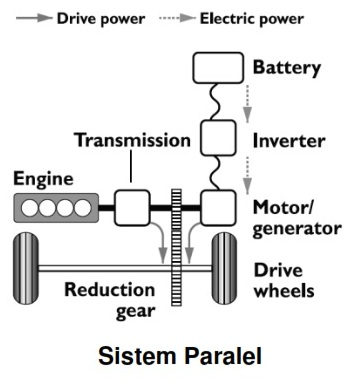 Drive power
Electric power
Battery
Transmission
Inverter
Engine
Motor/
generator
Reduction
gear
Drive
wheels
Sistem Paralel